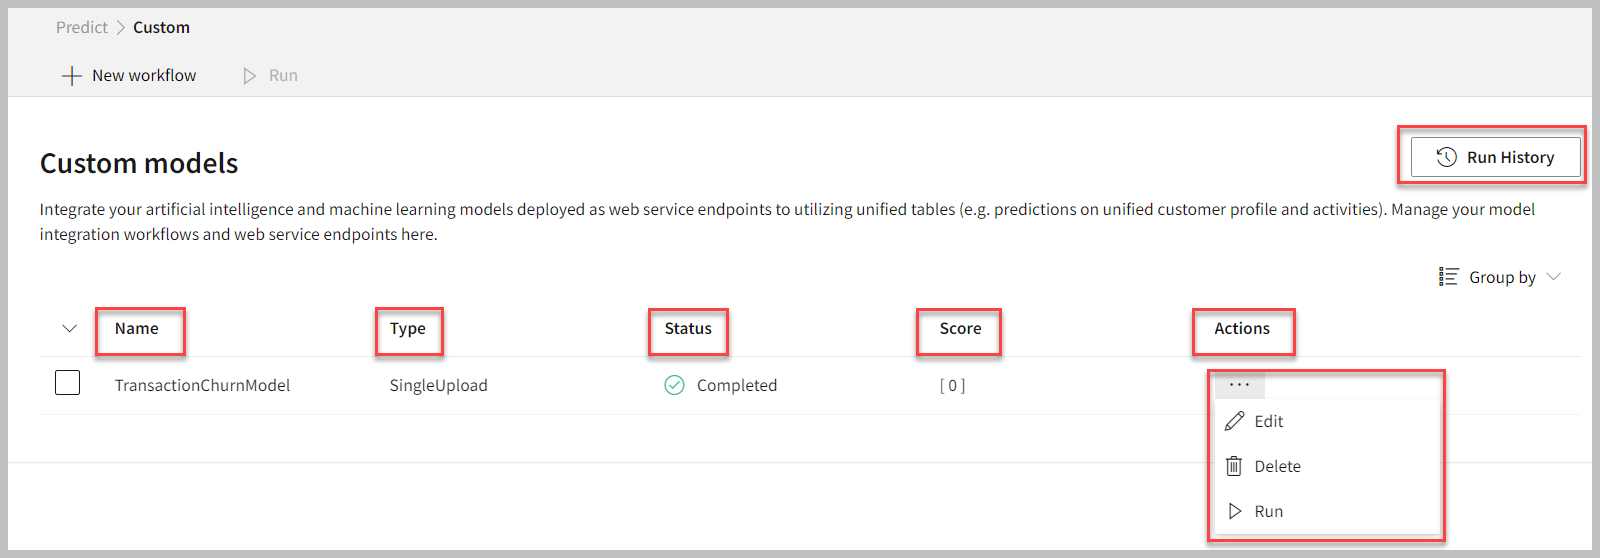 Predict > Custom
New workflow Run
Custom models
Run History
Integrate your artificial intelligence and machine learning models deployed as web service endpoints to utilizing unified tables (e.g. predictions on unified customer profile and activities). Manage your model
integration workflows and web service endpoints here.
Group by
Name Type Status Score Actions
TransactionChurnModel SingleUpload Completed [ 0 ] ...
Edit
Delete
Run